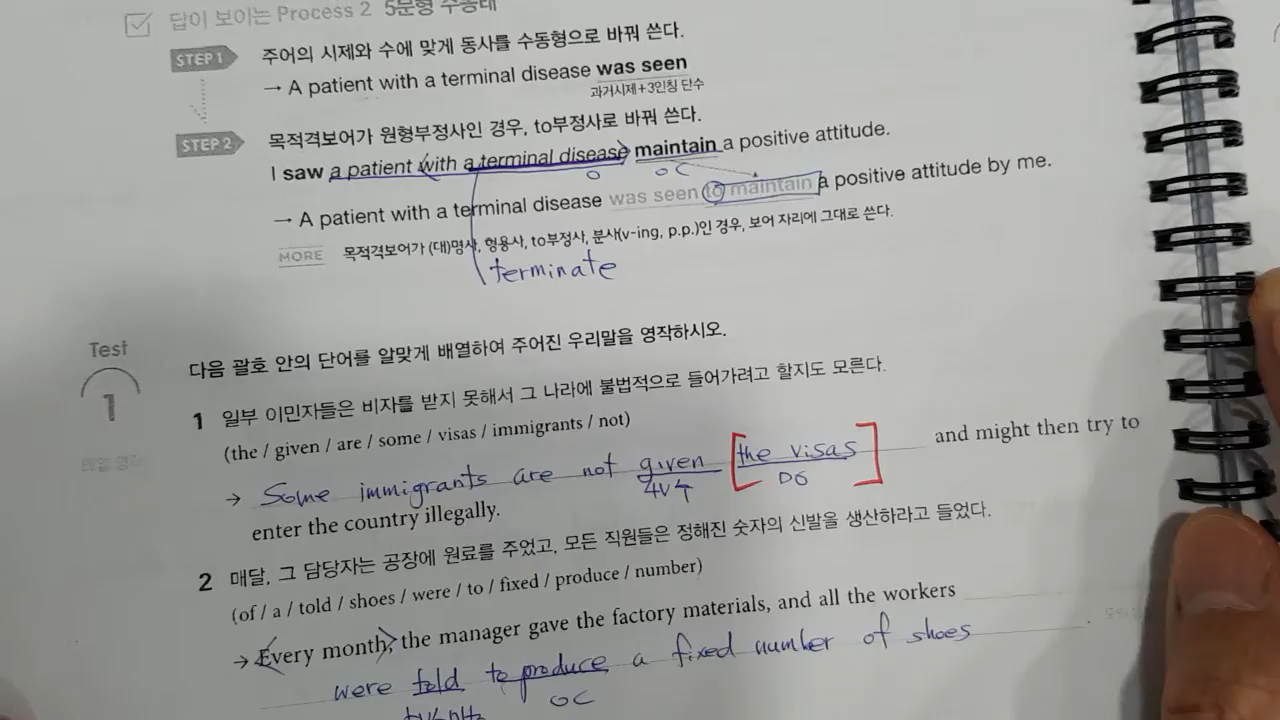 답이 보이는 Process 2 5문형 수동태
STEP 1 주어의 시제와 수에 맞게 동사를 수동형으로 바꿔 쓴다.
→ A patient with a terminal disease was seen
과거시제+3인칭 단수
STEP 2 목적격보어가 원형부정사인 경우, to부정사로 바꿔 쓴다.
I saw a patient with a terminal disease maintain a positive attitude.
O OC
→ A patient with a terminal disease was seen to maintain a positive attitude by me.
MORE 목적격보어가 (대)명사, 형용사, to부정사, 분사(v-ing, p.p.)인 경우, 보어 자리에 그대로 쓴다.
terminate
Test
1
다음 괄호 안의 단어를 알맞게 배열하여 주어진 우리말을 영작하시오.
1 일부 이민자들은 비자를 받지 못해서 그 나라에 불법적으로 들어가려고 할지도 모른다.
(the / given / are / some / visas / immigrants / not)
→ Some immigrants are not given [the visas] and might then try to
4V수 DO
enter the country illegally.
2 매달, 그 담당자는 공장에 원료를 주었고, 모든 직원들은 정해진 숫자의 신발을 생산하라고 들었다.
(of / a / told / shoes / were / to / fixed / produce / number)
→ Every month, the manager gave the factory materials, and all the workers
were told to produce a fixed number of shoes
OC